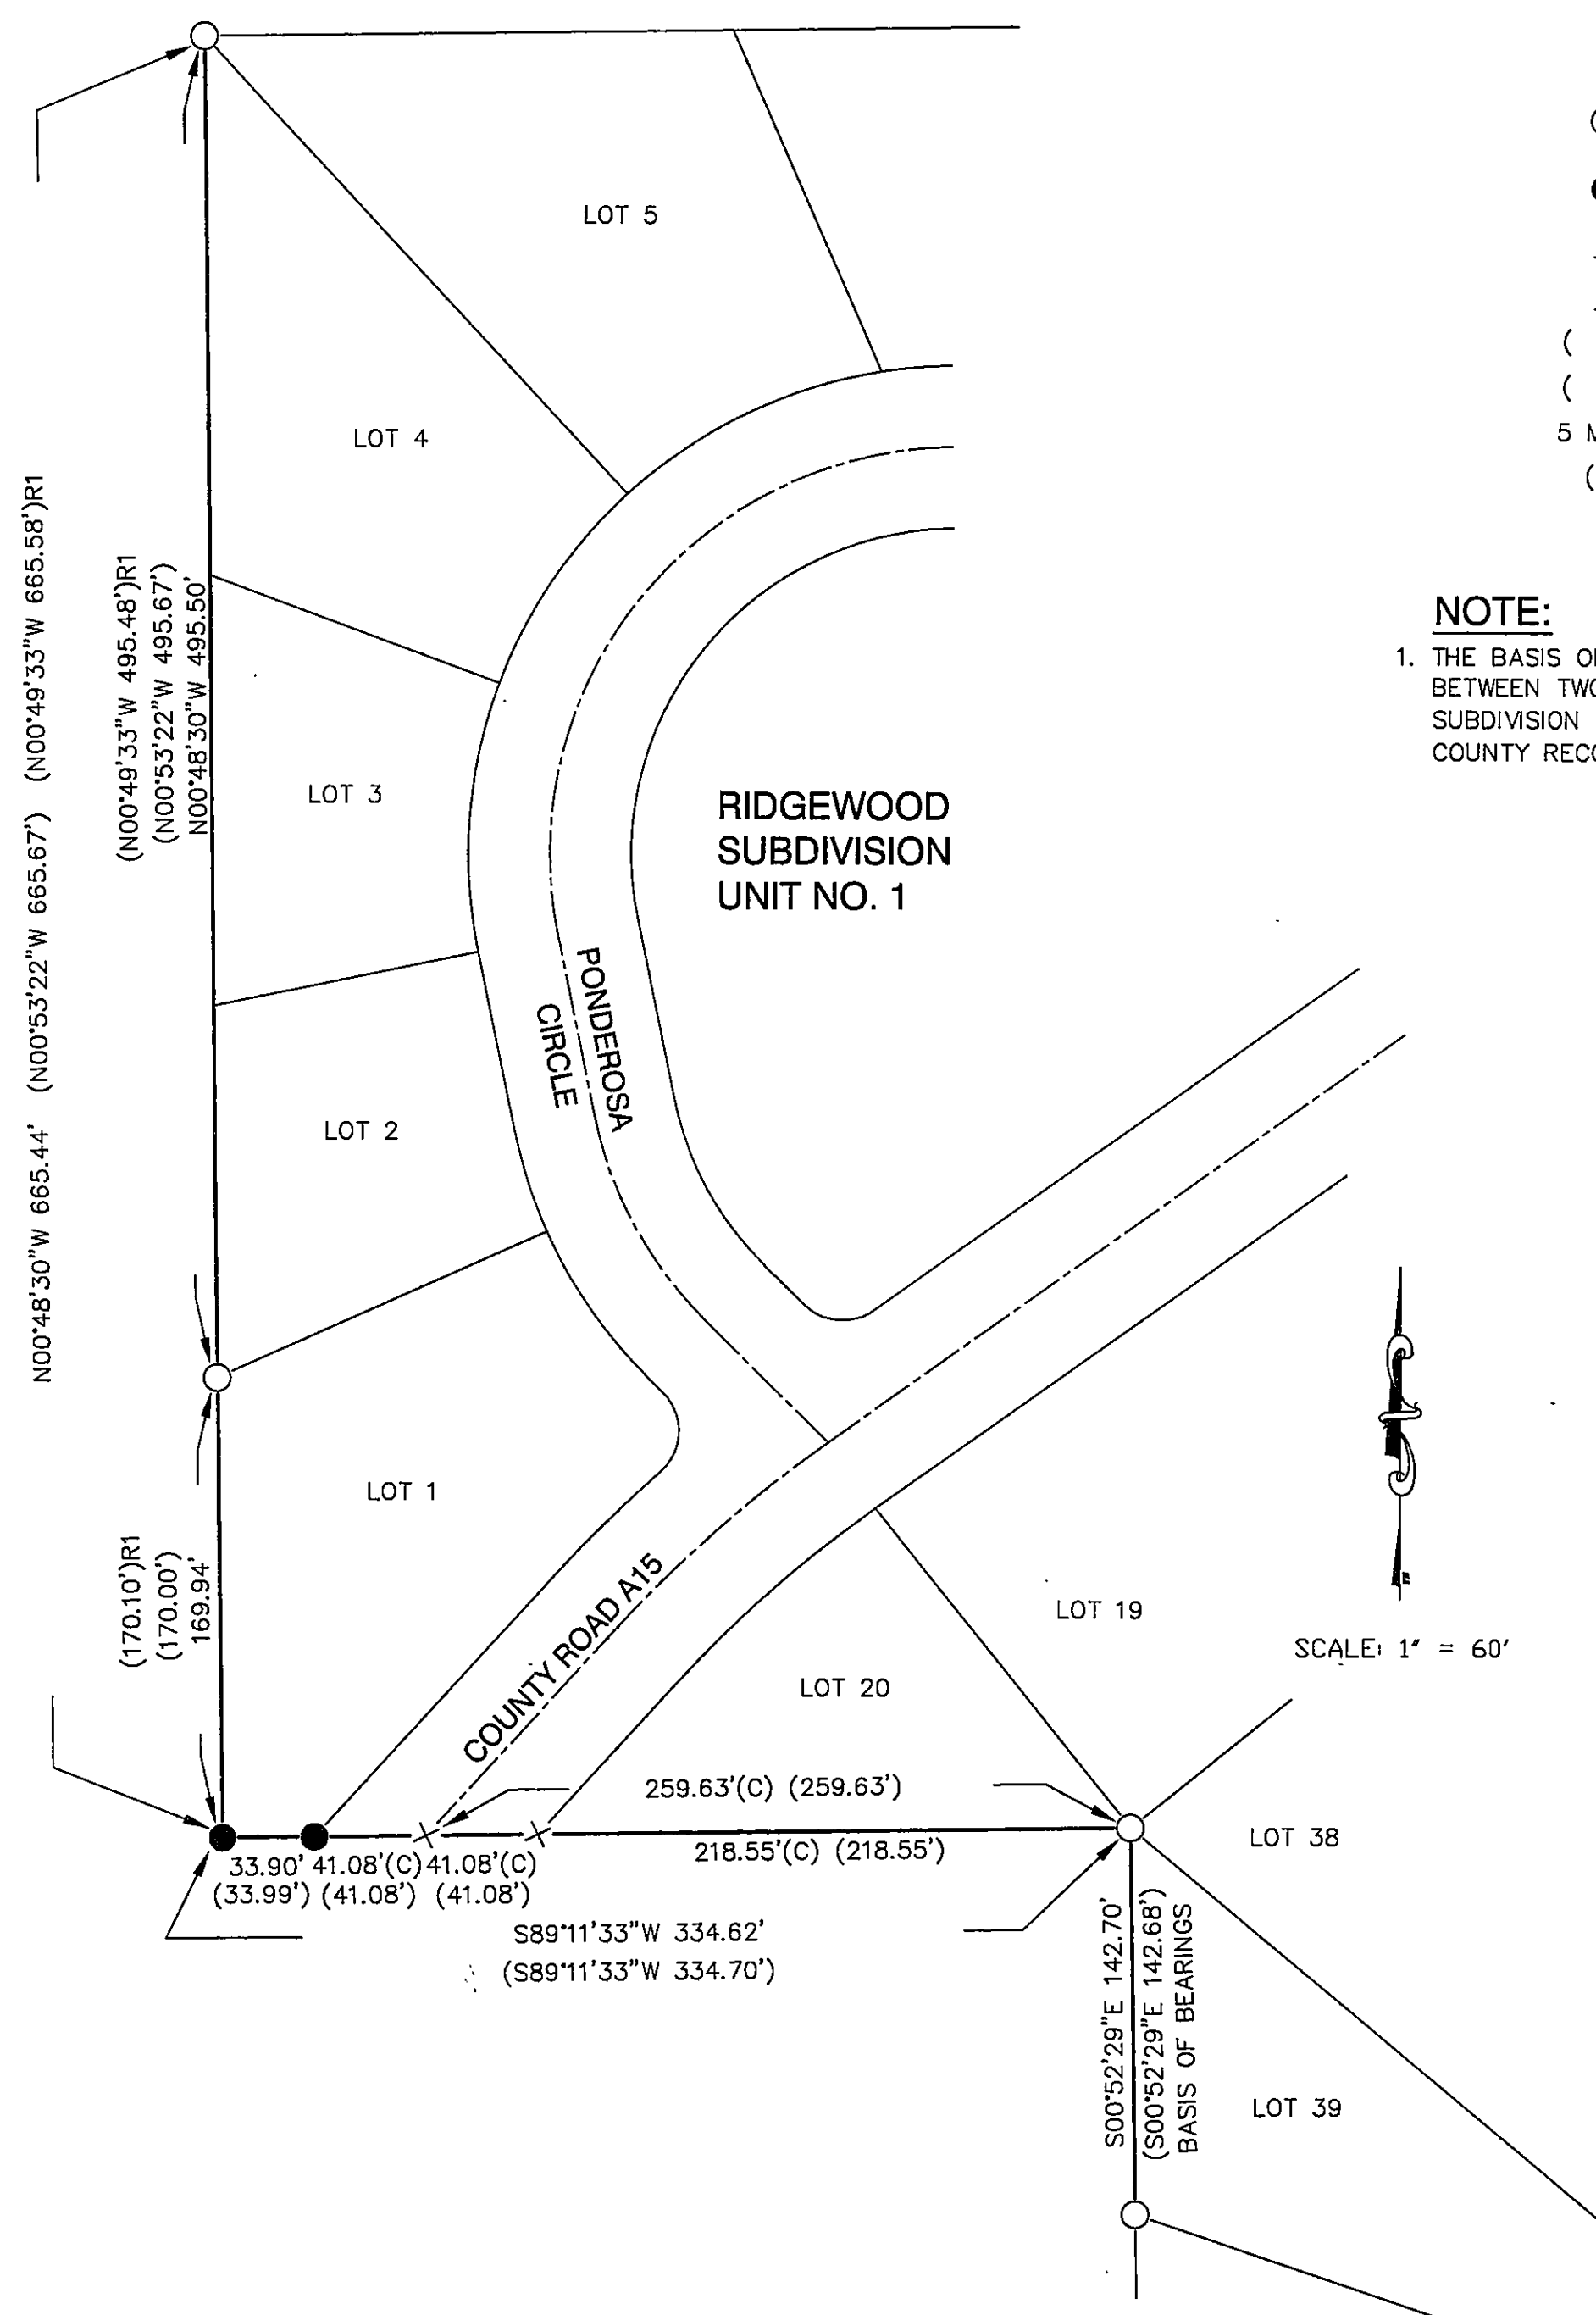 LOT 5
LOT 4
5
NOTE:
1. THE BASIS
BETWEEN
SUBDIVISION
COUNTY
N00°48'30"W 665.44' (N00°53'22"W 665.67') (N00°49'33"W 665.58')R1
(N00°49'33"W 495.48')R1
(N00°53'22"W 495.67')
N00°48'30"W 495.50'
LOT 3
RIDGEWOOD
SUBDIVISION
UNIT NO. 1
PONDEROSA
CIRCLE
LOT 2
LOT 1
(170.10')R1
(170.00')
169.94'
COUNTY ROAD A15
LOT 19
SCALE: 1" = 60'
LOT 20
259.63'(C) (259.63')
LOT 38
33.90' 41.08'(C) 41.08'(C)
218.55'(C) (218.55')
(33.99') (41.08') (41.08')
S89°11'33"W 334.62'
(S89°11'33"W 334.70')
S00°52'29"E 142.70'
(S00°52'29"E 142.68')
BASIS OF BEARINGS
LOT 39